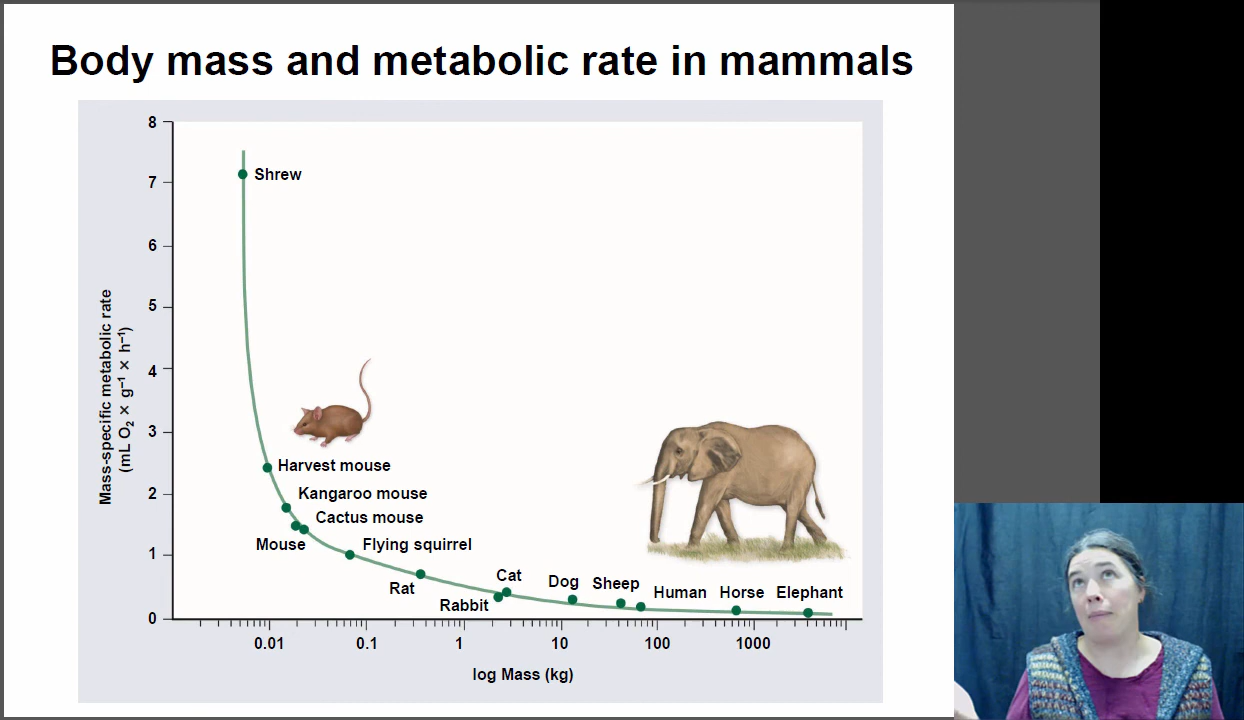 Body mass and metabolic rate in mammals
8
7
6
5
4
3
2
1
0
Mass-specific metabolic rate
(mL O₂ × g⁻¹ × h⁻¹)
Shrew
Harvest mouse
Kangaroo mouse
Cactus mouse
Mouse
Flying squirrel
Rat
Rabbit
Cat
Dog
Sheep
Human
Horse
Elephant
0.01
0.1
1
10
100
1000
log Mass (kg)